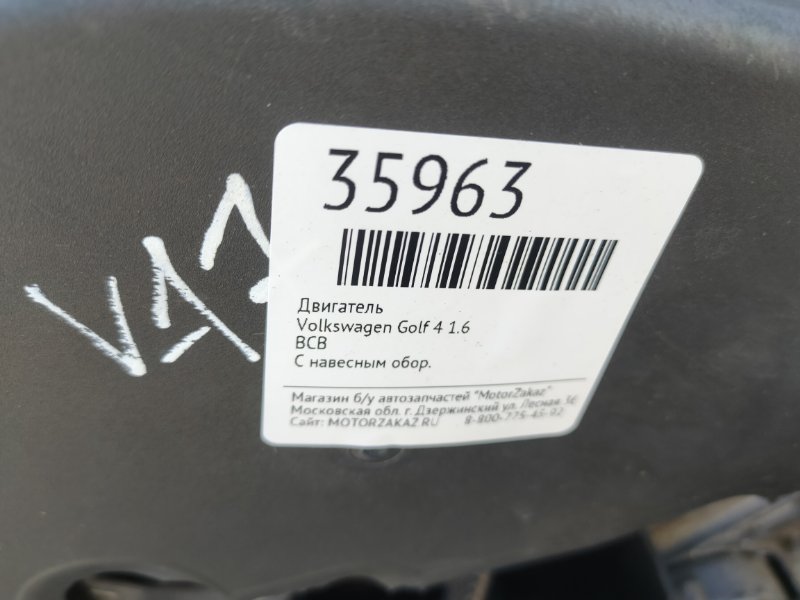 35963
Двигатель
Volkswagen Golf 4 1.6
BCB
С навесным обор.
Магазин б/у автозапчастей "MotorZakaz"
Московская обл. г. Дзержинский ул. Лесная 36
Сайт: MOTORZAKAZ.RU 8-800-775-45-92